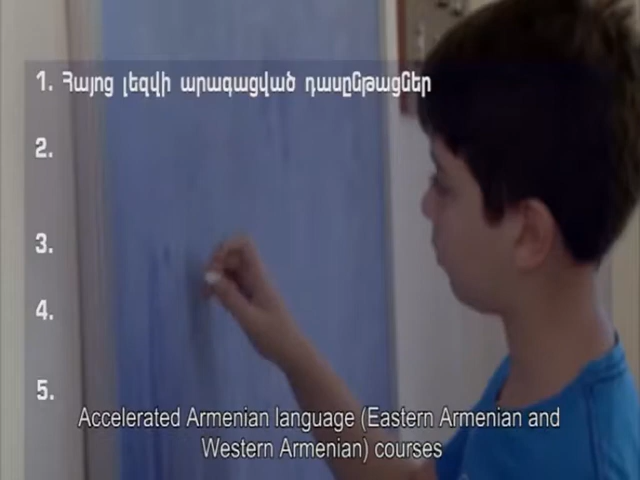 1. Հայոց լեզվի արագացված դասընթացներ
2.
3.
4.
5.
Accelerated Armenian language (Eastern Armenian and
Western Armenian) courses